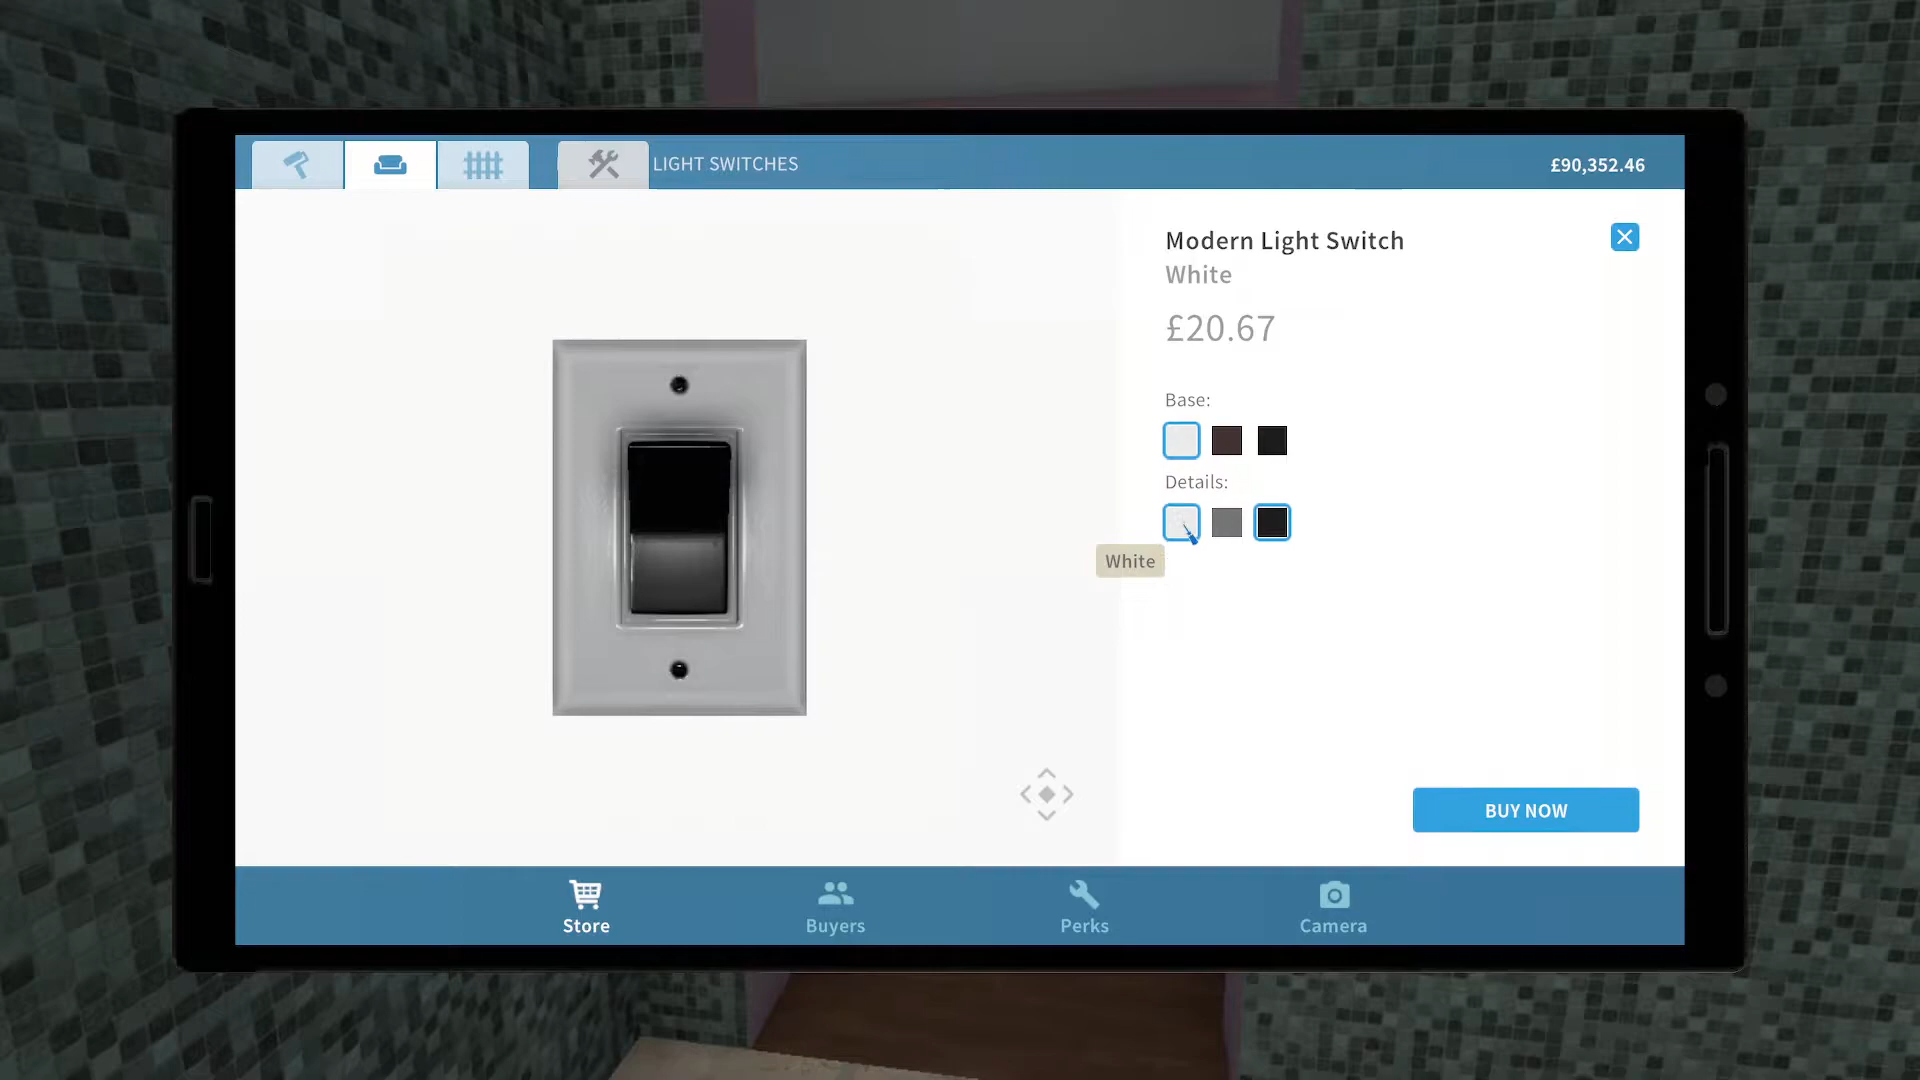 LIGHT SWITCHES
£90,352.46
Modern Light Switch
White
£20.67
Base:
Details:
White
BUY NOW
Store
Buyers
Perks
Camera